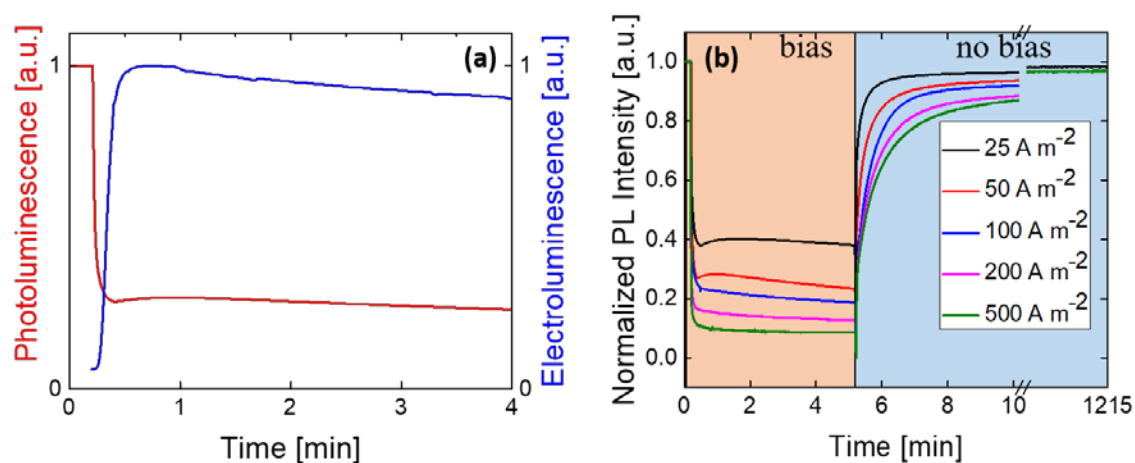 (a)
Photoluminescence [a.u.]
1
0
Electroluminescence [a.u.]
1
0
0 1 2 3 4
Time [min]
(b)
bias
no bias
Normalized PL Intensity [a.u.]
1.0
0.8
0.6
0.4
0.2
0.0
25 A m⁻²
50 A m⁻²
100 A m⁻²
200 A m⁻²
500 A m⁻²
0 2 4 6 8 10 1215
Time [min]